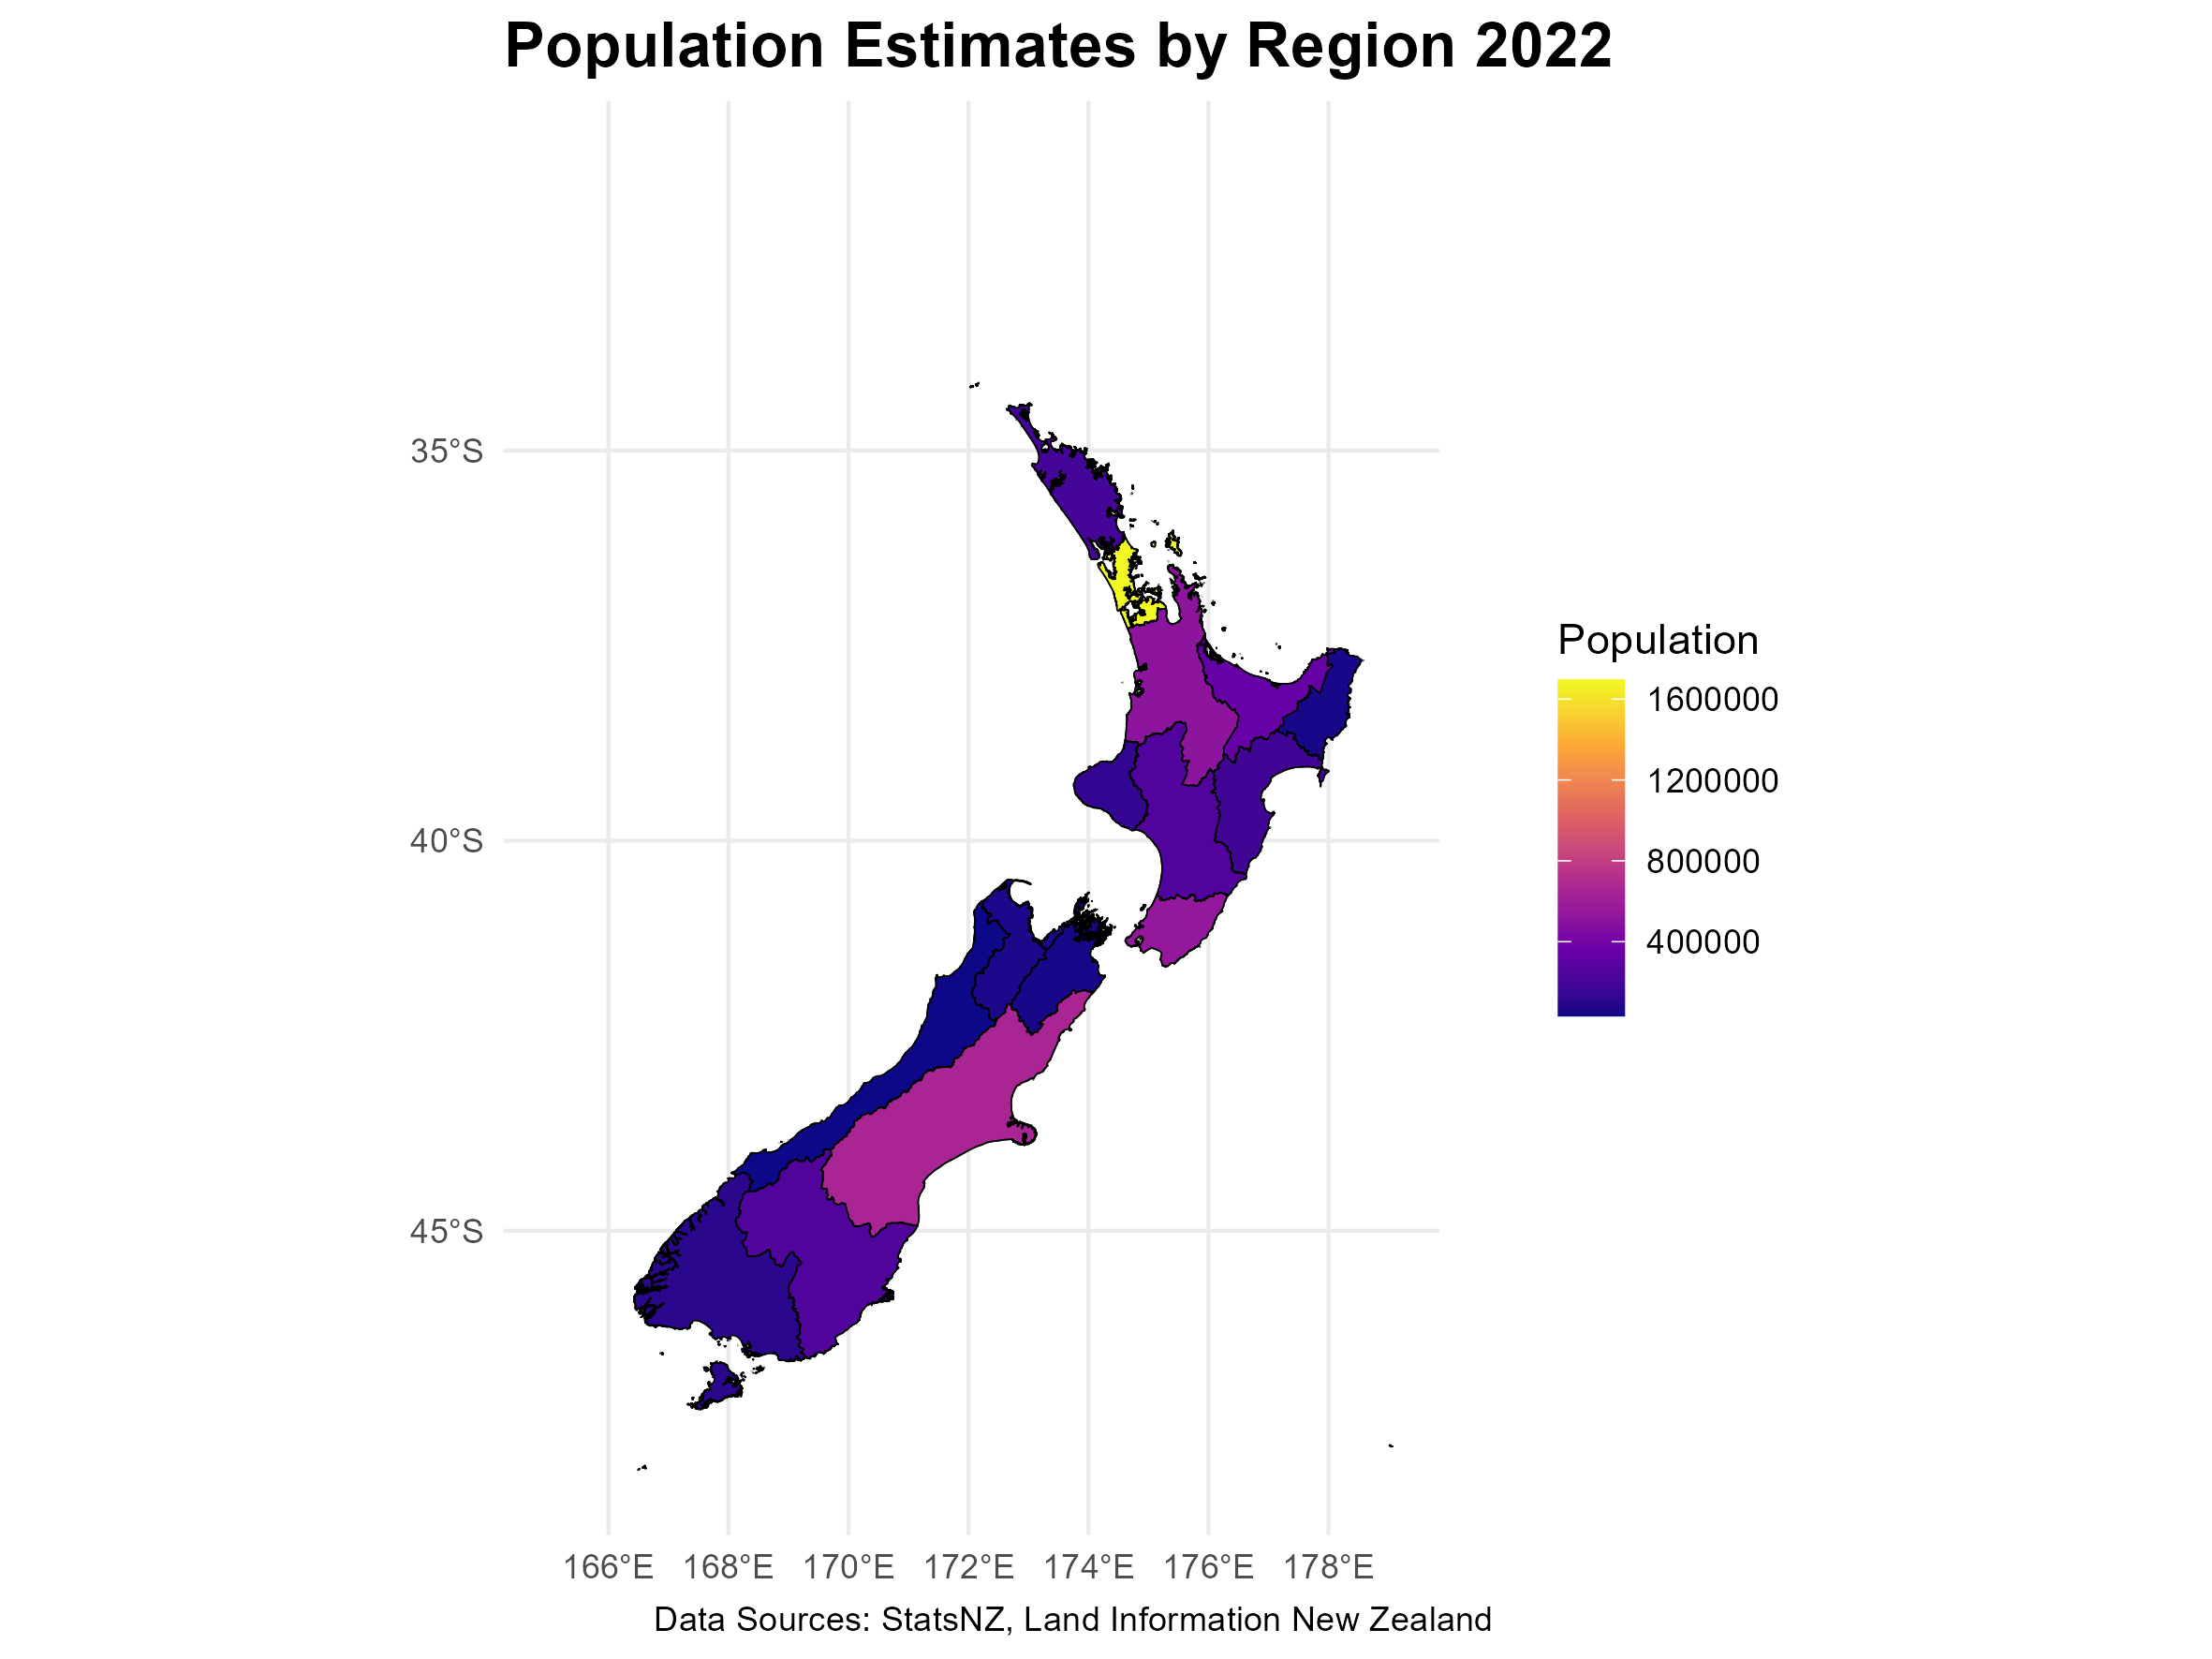 Population Estimates by Region 2022
35°S
40°S
45°S
166°E 168°E 170°E 172°E 174°E 176°E 178°E
Population
1600000
1200000
800000
400000
Data Sources: StatsNZ, Land Information New Zealand